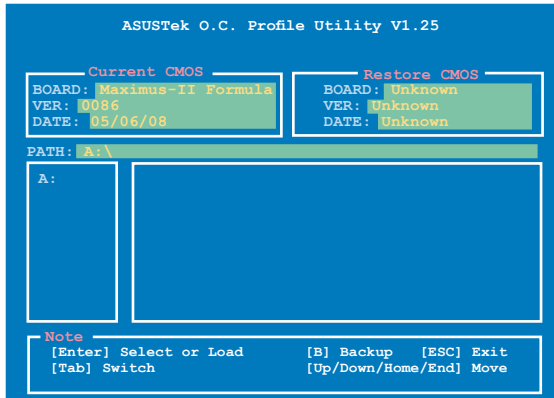 ASUSTek O.C. Profile Utility V1.25
Current CMOS
BOARD: Maximus-II Formula
VER: 0086
DATE: 05/06/08
Restore CMOS
BOARD: Unknown
VER: Unknown
DATE: Unknown
PATH: A:\
A:
Note
[Enter] Select or Load [B] Backup [ESC] Exit
[Tab] Switch [Up/Down/Home/End] Move